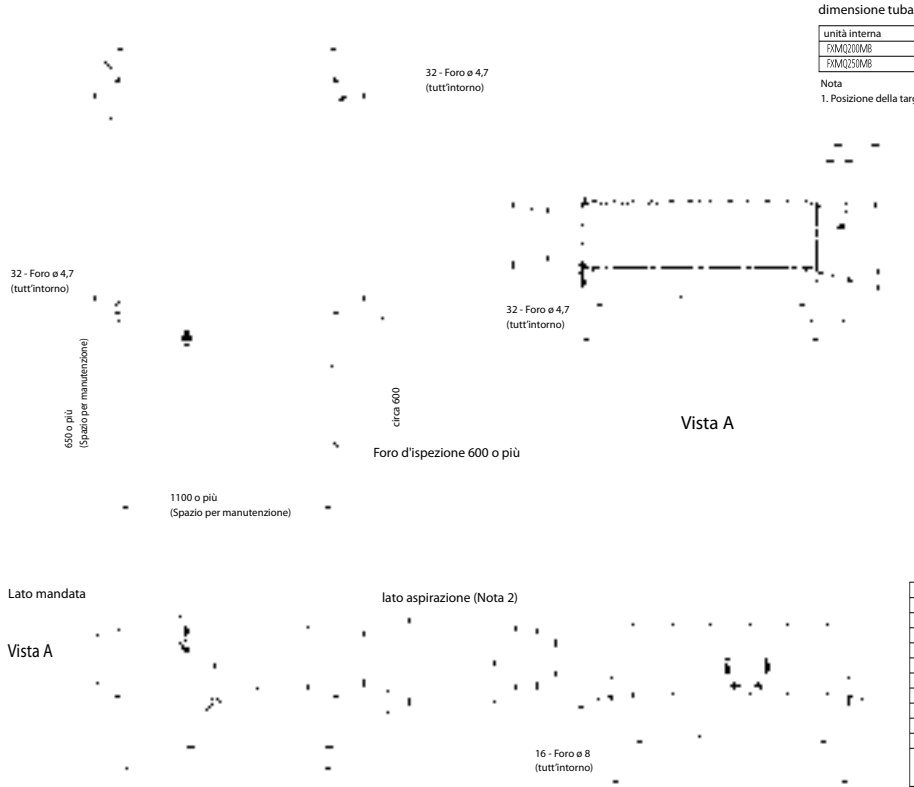 dimensione tuba
unità interna
FXMQ200MB
FXMQ250MB
Nota
1. Posizione della targ
32 - Foro ø 4,7
(tutt'intorno)
32 - Foro ø 4,7
(tutt'intorno)
32 - Foro ø 4,7
(tutt'intorno)
650 o più
(Spazio per manutenzione)
circa 600
Vista A
Foro d'ispezione 600 o più
1100 o più
(Spazio per manutenzione)
Lato mandata
lato aspirazione (Nota 2)
Vista A
16 - Foro ø 8
(tutt'intorno)